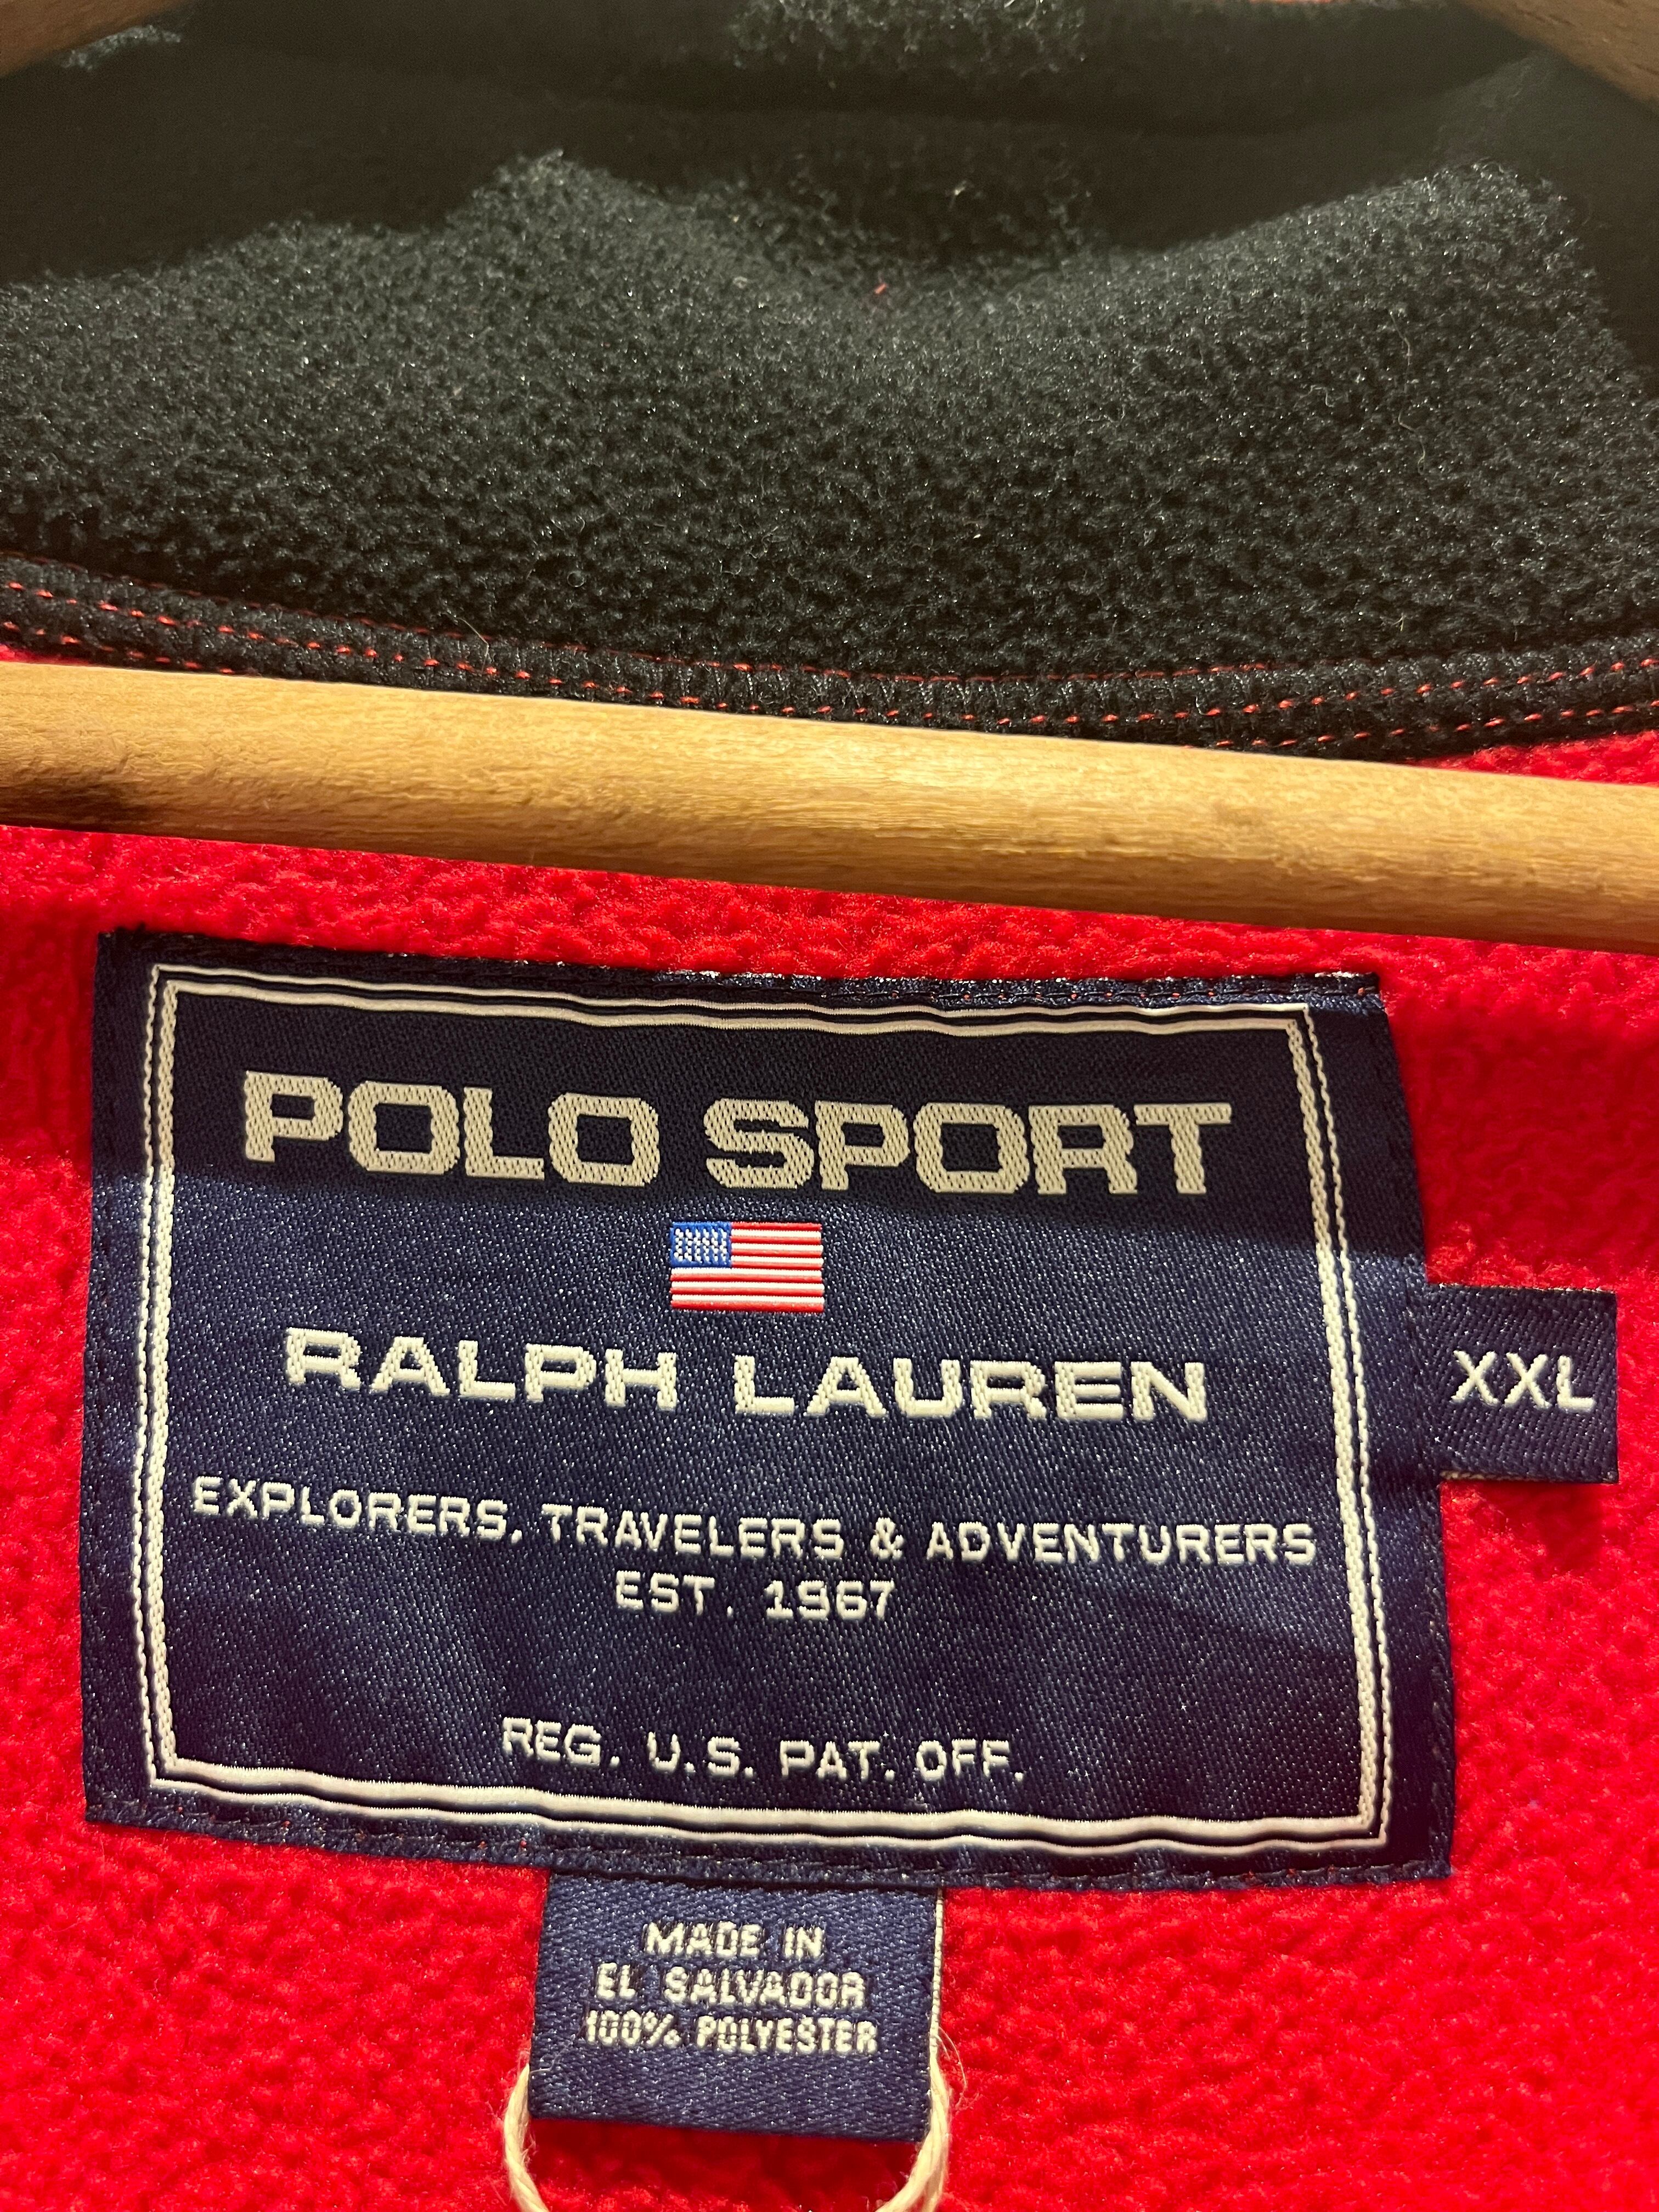 POLO SPORT
RALPH LAUREN
XXL
EXPLORERS, TRAVELERS & ADVENTURERS
EST. 1967
REG. U.S. PAT. OFF.
MADE IN
EL SALVADOR
100% POLYESTER